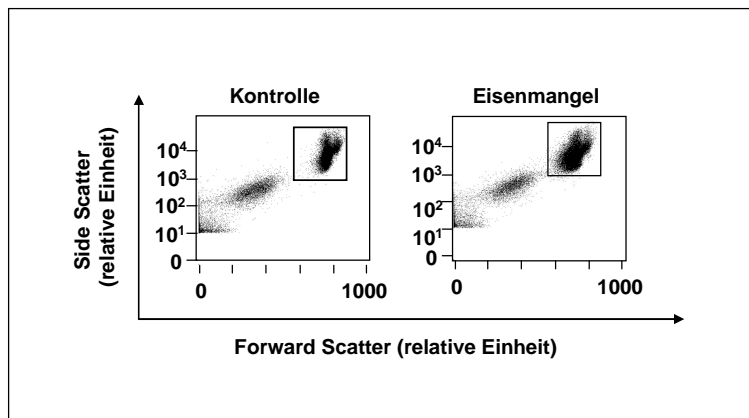 Kontrolle
Eisenmangel
Side Scatter
(relative Einheit)
10⁴
10³
10²
10¹
0
0
1000
10⁴
10³
10²
10¹
0
0
1000
Forward Scatter (relative Einheit)